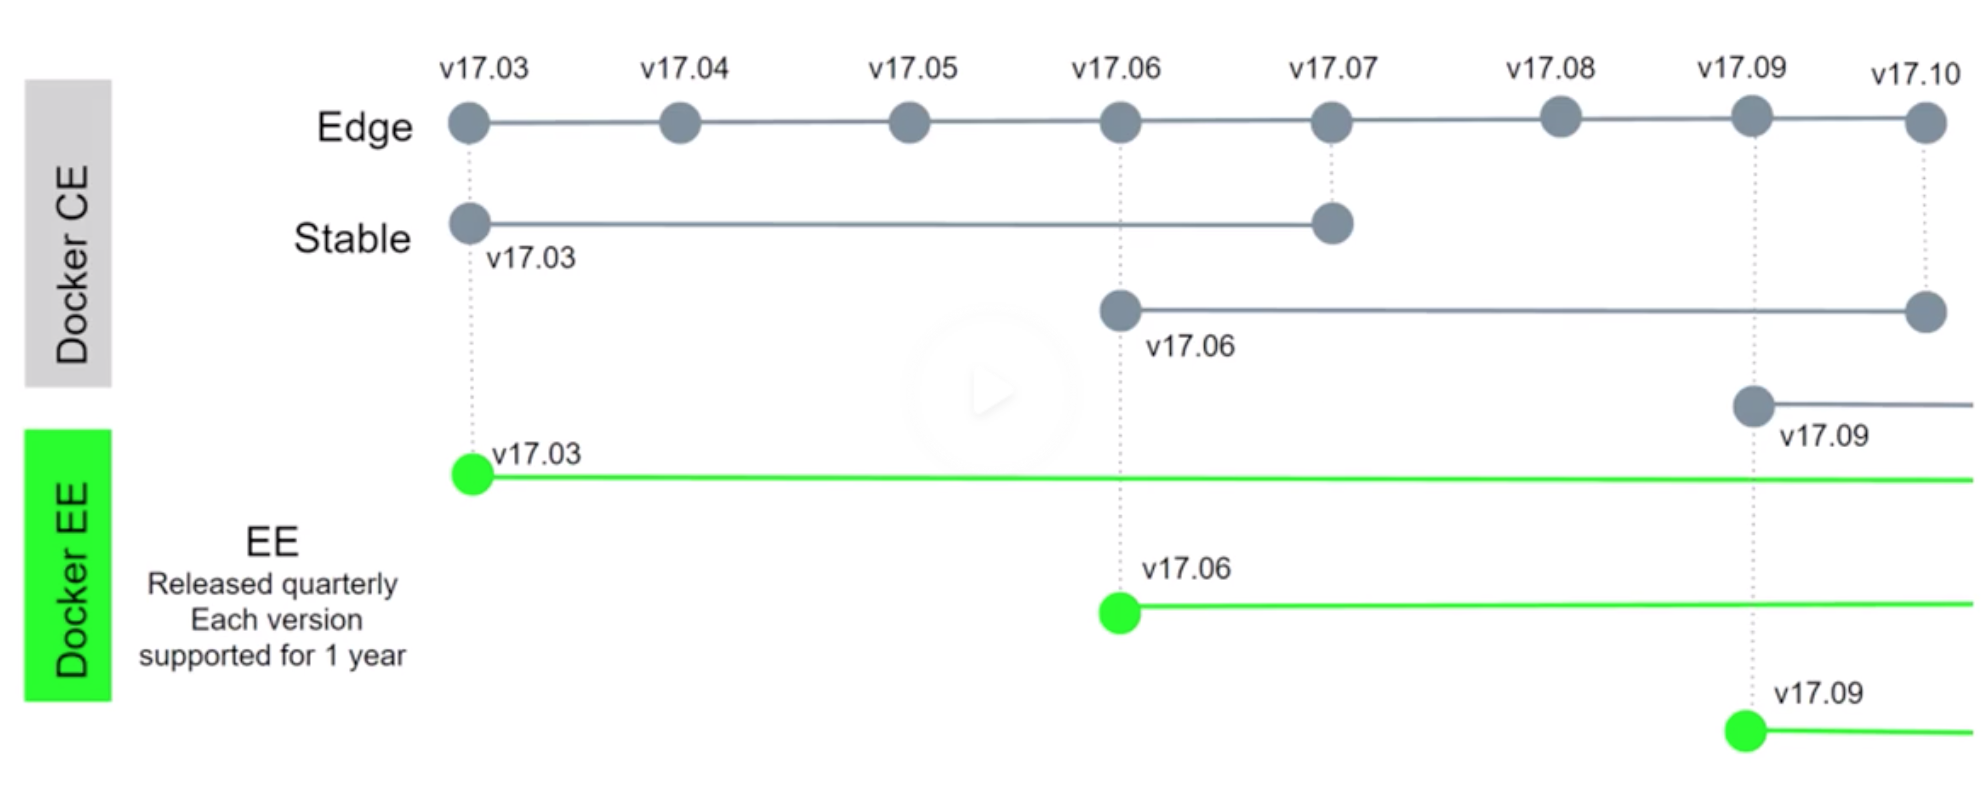 v17.03
v17.04
v17.05
v17.06
v17.07
v17.08
v17.09
v17.10
Docker CE
Edge
Stable
v17.03
v17.06
v17.09
Docker EE
v17.03
EE
Released quarterly
Each version
supported for 1 year
v17.06
v17.09